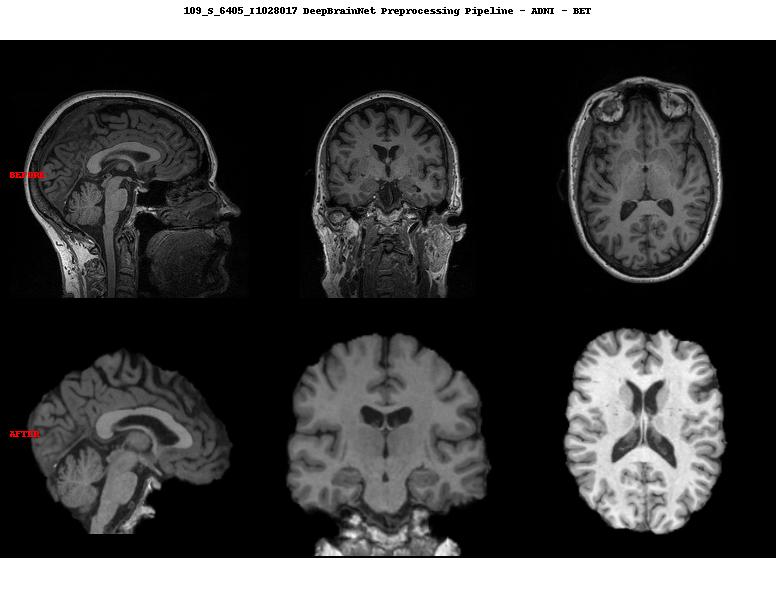 109_S_6405_I1028017 DeepBrainNet Preprocessing Pipeline - ADNI - BET
BEFORE
AFTER